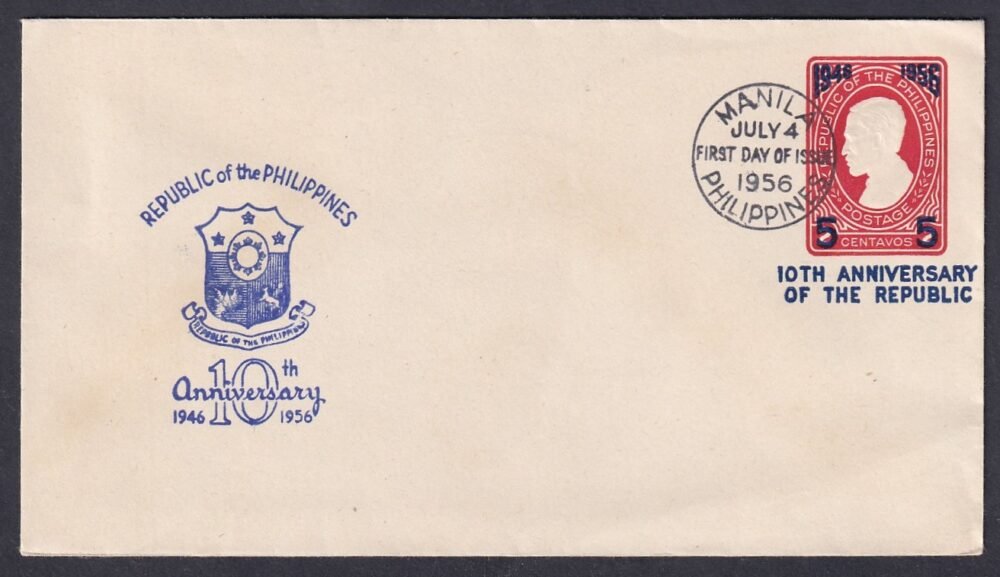 REPUBLIC of the PHILIPPINES
REPUBLIC OF THE PHILIPPINES
10th
Anniversary
1946 1956
MANILA
JULY 4
FIRST DAY OF ISSUE
1956
PHILIPPINES
1946 1956
REPUBLIC OF THE PHILIPPINES
POSTAGE
5 CENTAVOS 5
10TH ANNIVERSARY
OF THE REPUBLIC